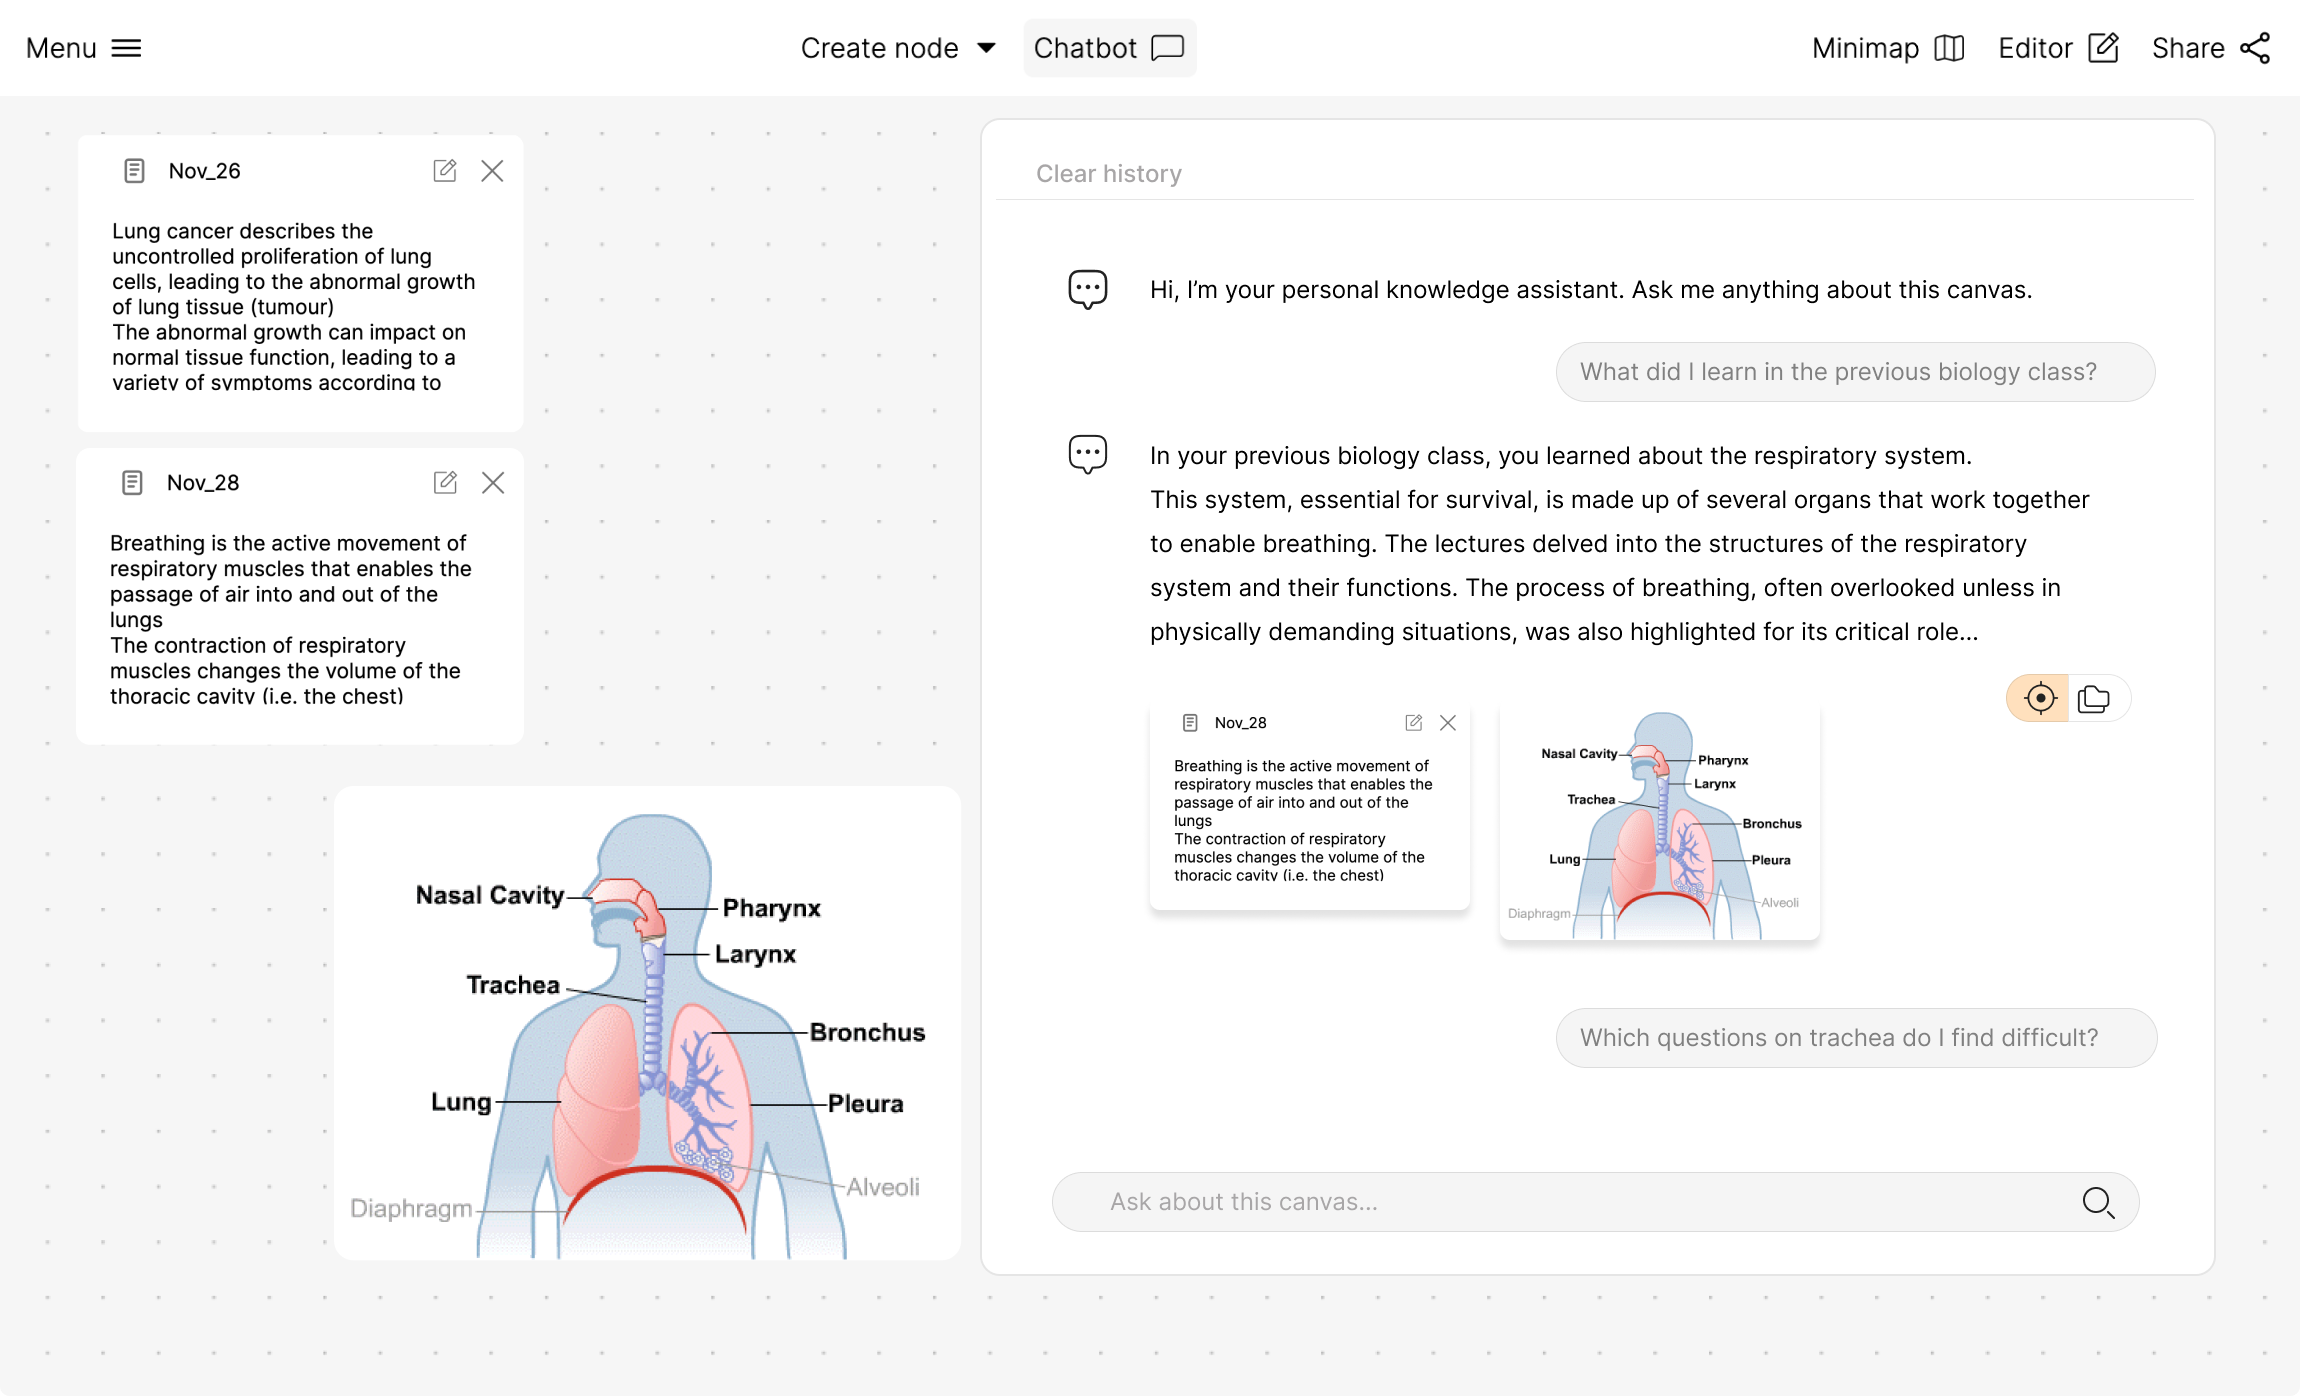 Menu
Create node
Chatbot
Minimap
Editor
Share
Nov_26
Lung cancer describes the
uncontrolled proliferation of lung
cells, leading to the abnormal growth
of lung tissue (tumour)
The abnormal growth can impact on
normal tissue function, leading to a
variety of symptoms according to
Nov_28
Breathing is the active movement of
respiratory muscles that enables the
passage of air into and out of the
lungs
The contraction of respiratory
muscles changes the volume of the
thoracic cavity (i.e. the chest)
Nasal Cavity
Pharynx
Larynx
Trachea
Bronchus
Lung
Pleura
Alveoli
Diaphragm
Clear history
Hi, I’m your personal knowledge assistant. Ask me anything about this canvas.
What did I learn in the previous biology class?
In your previous biology class, you learned about the respiratory system.
This system, essential for survival, is made up of several organs that work together
to enable breathing. The lectures delved into the structures of the respiratory
system and their functions. The process of breathing, often overlooked unless in
physically demanding situations, was also highlighted for its critical role...
Nov_28
Breathing is the active movement of
respiratory muscles that enables the
passage of air into and out of the
lungs
The contraction of respiratory
muscles changes the volume of the
thoracic cavity (i.e. the chest)
Nasal Cavity
Pharynx
Larynx
Trachea
Bronchus
Lung
Pleura
Alveoli
Diaphragm
Which questions on trachea do I find difficult?
Ask about this canvas...